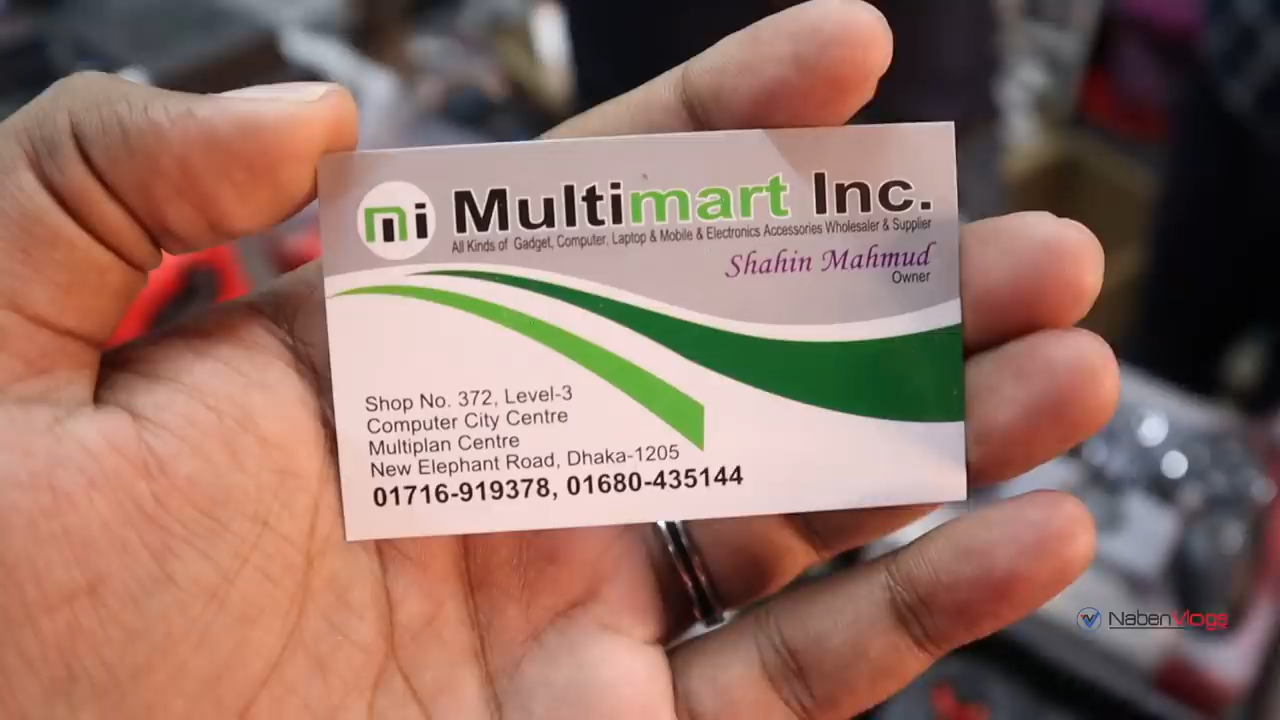 mi Multimart Inc.
All Kinds of Gadget, Computer, Laptop & Mobile & Electronics Accessories Wholesaler & Supplier
Shahin Mahmud
Owner
Shop No. 372, Level-3
Computer City Centre
Multiplan Centre
New Elephant Road, Dhaka-1205
01716-919378, 01680-435144
NabenVlogs